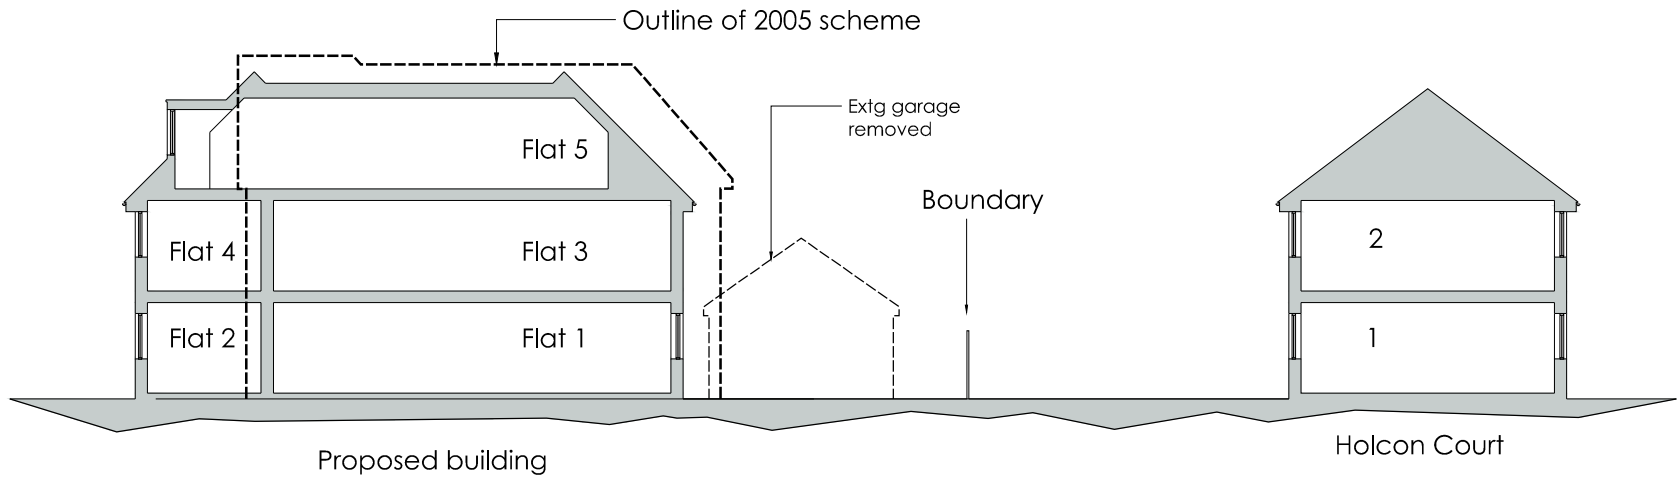 Outline of 2005 scheme
Extg garage
removed
Flat 5
Boundary
Flat 4
Flat 3
2
Flat 2
Flat 1
1
Proposed building
Holcon Court